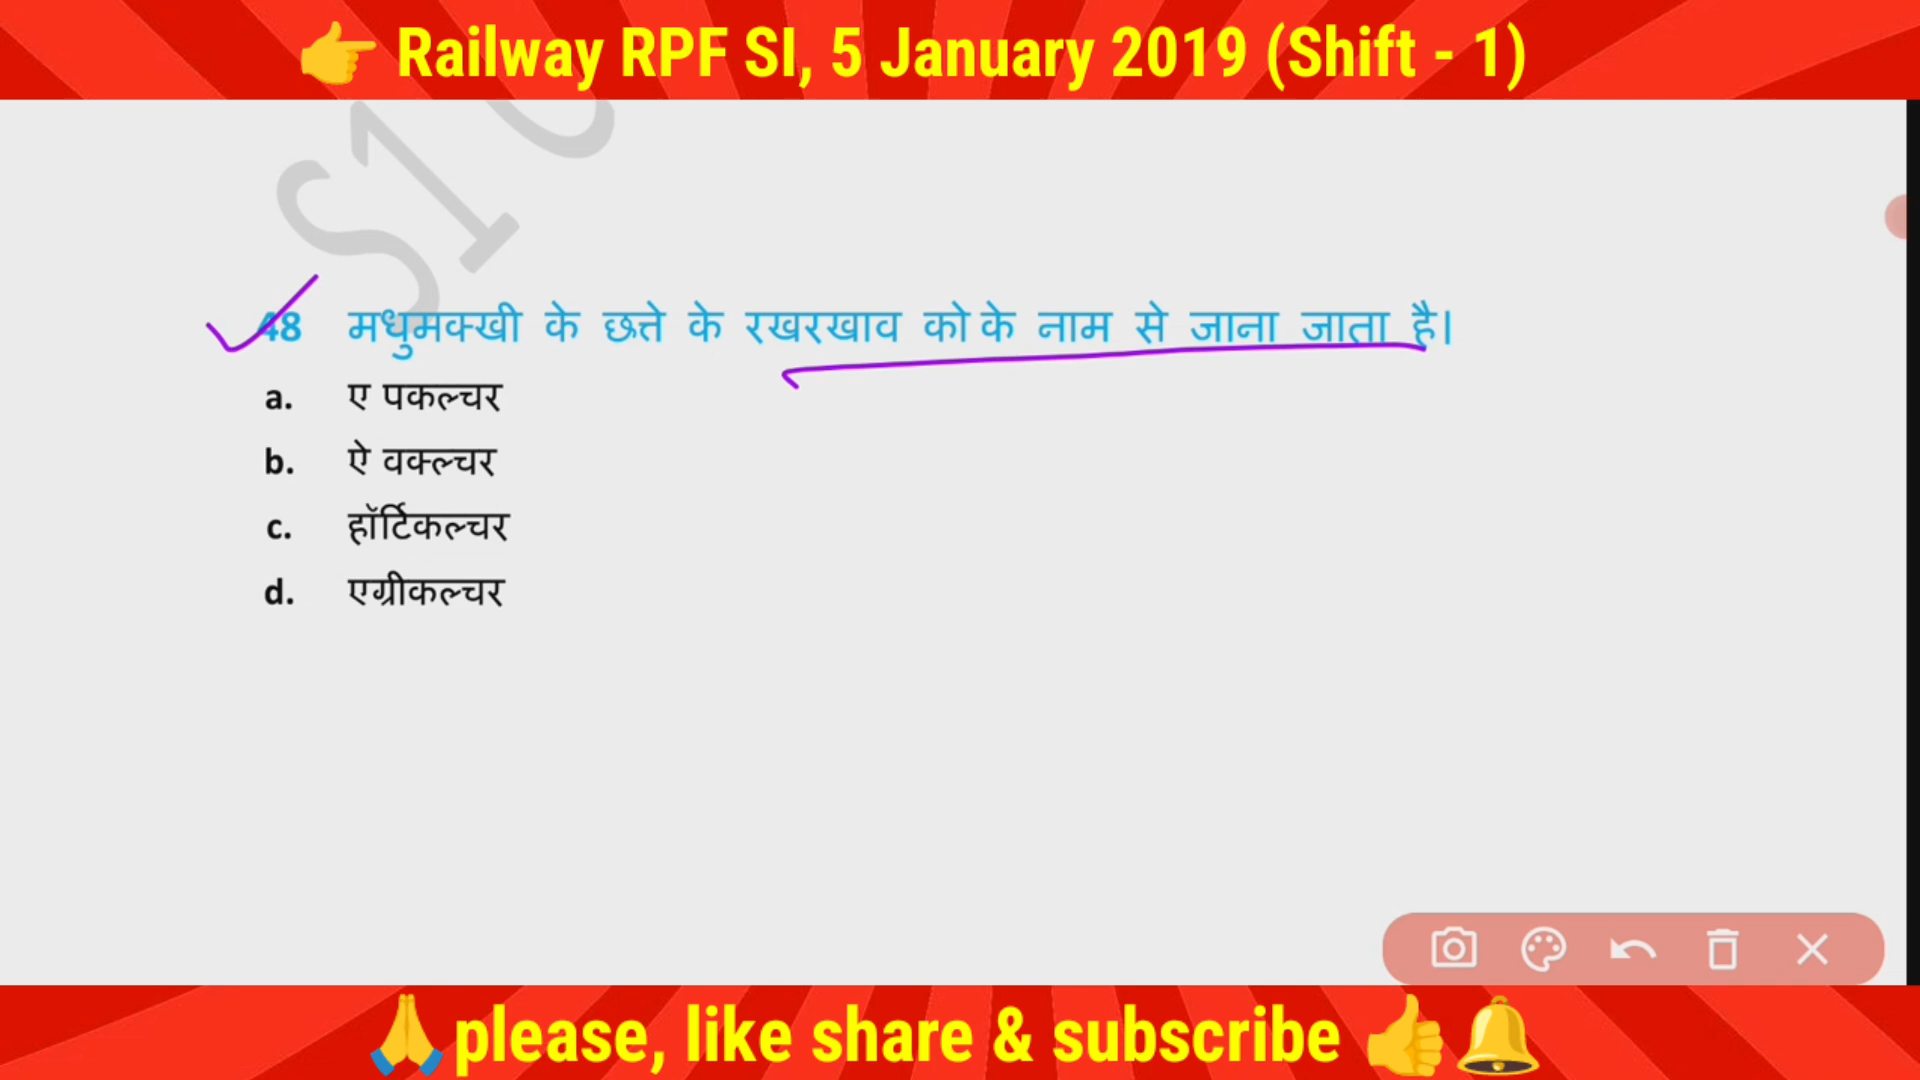 👉 Railway RPF SI, 5 January 2019 (Shift - 1)
SI
48 मधुमक्खी के छत्ते के रखरखाव को के नाम से जाना जाता है।
a. ए पकल्चर
b. ऐ वक्ल्चर
c. हॉर्टिकल्चर
d. एग्रीकल्चर
🙏please, like share & subscribe 👍🔔